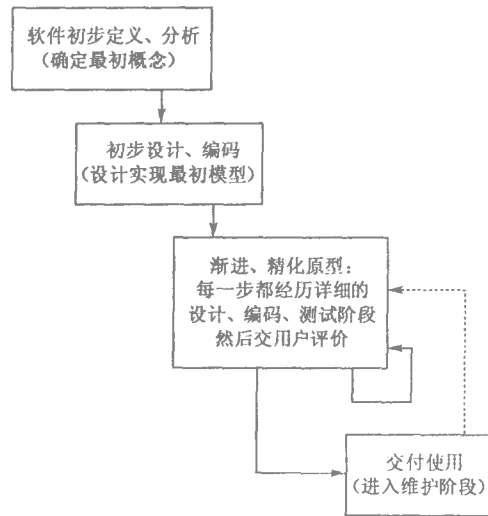 软件初步定义、分析
(确定最初概念)
初步设计、编码
(设计实现最初模型)
渐进、精化原型:
每一步都经历详细的
设计、编码、测试阶段
然后交用户评价
交付使用
(进入维护阶段)